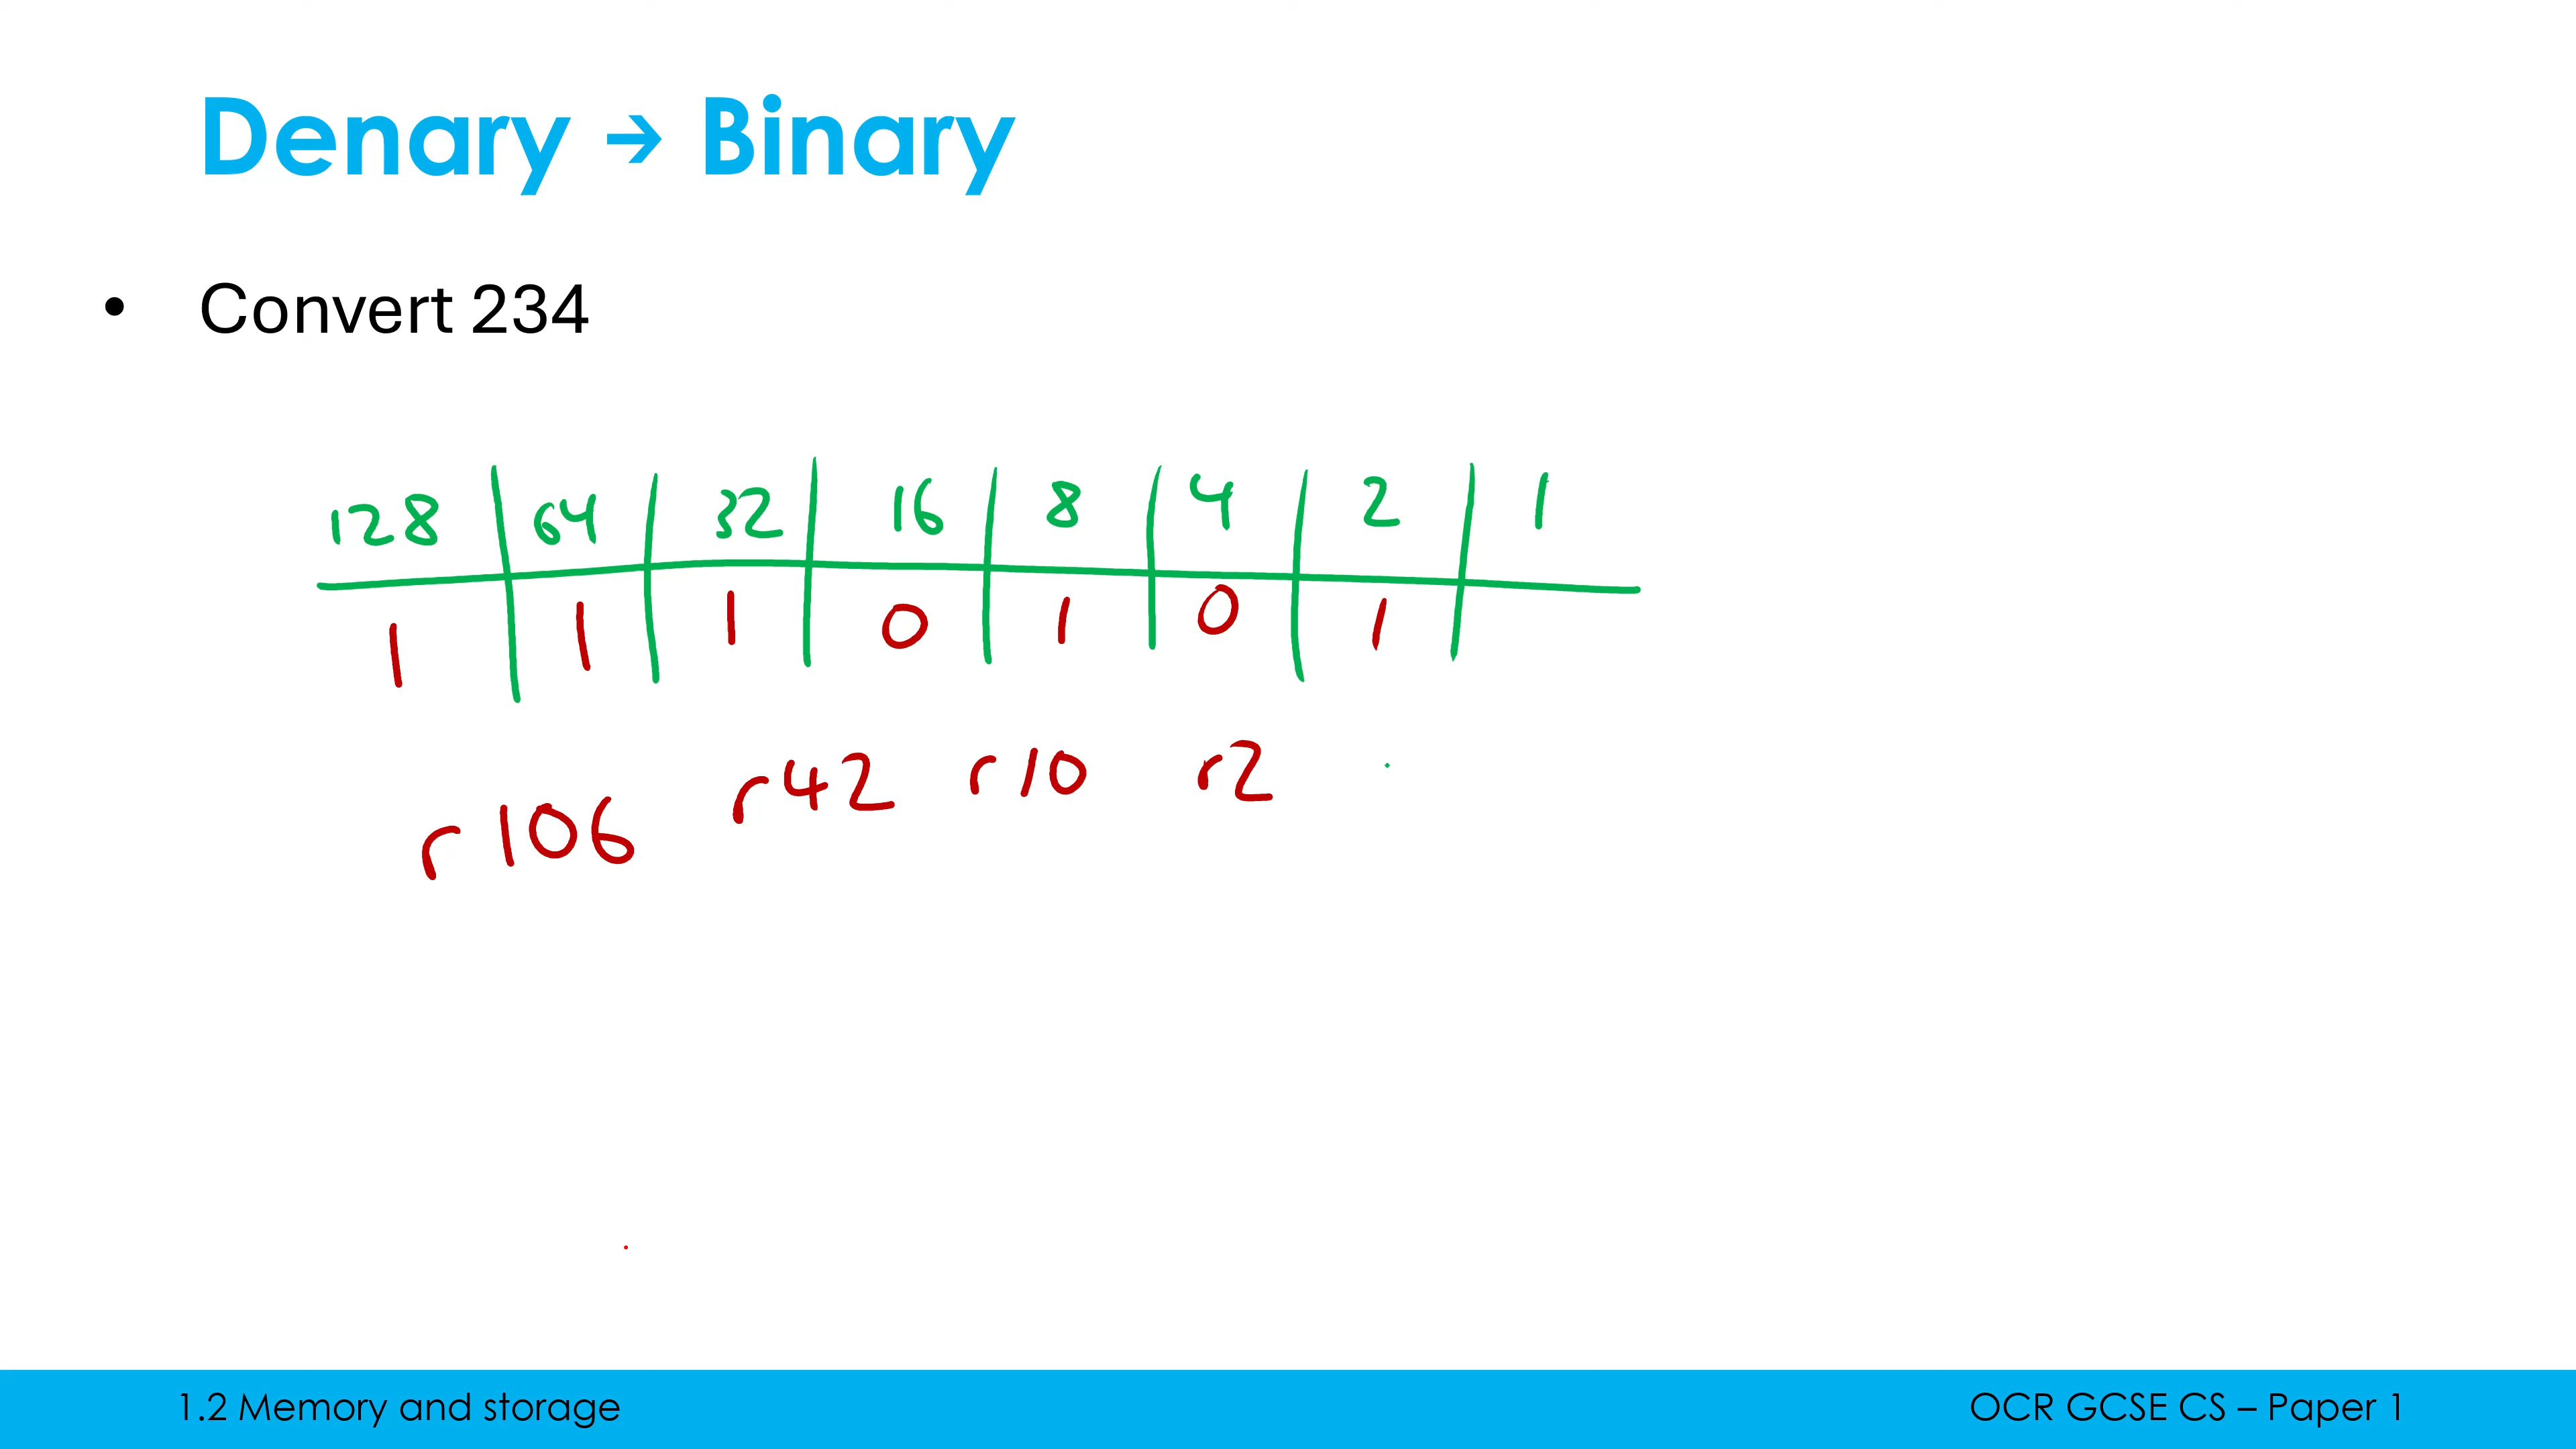 Denary → Binary
• Convert 234
128 64 32 16 8 4 2 1
1 1 1 0 1 0 1
r106 r42 r10 r2
1.2 Memory and storage
OCR GCSE CS – Paper 1